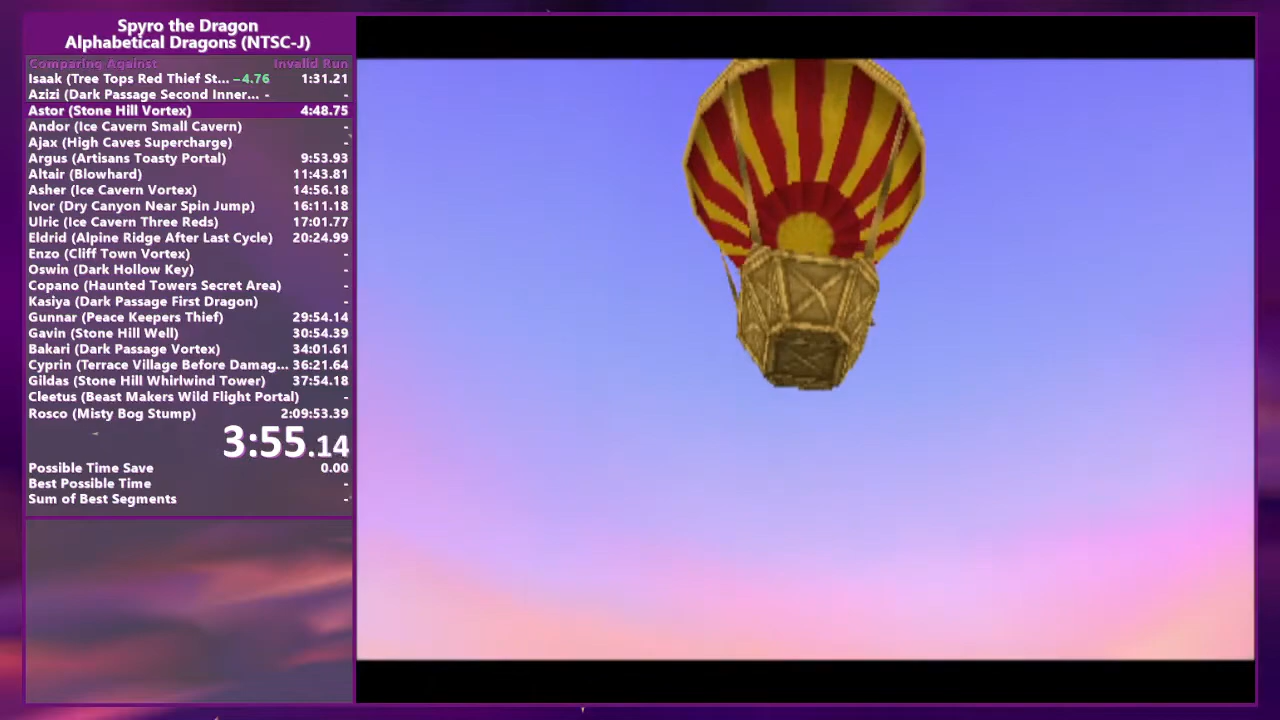 Spyro the Dragon
Alphabetical Dragons (NTSC-J)
Comparing Against Invalid Run
Isaak (Tree Tops Red Thief St... −4.76 1:31.21
Azizi (Dark Passage Second Inner... - -
Astor (Stone Hill Vortex) 4:48.75
Andor (Ice Cavern Small Cavern) -
Ajax (High Caves Supercharge) -
Argus (Artisans Toasty Portal) 9:53.93
Altair (Blowhard) 11:43.81
Asher (Ice Cavern Vortex) 14:56.18
Ivor (Dry Canyon Near Spin Jump) 16:11.18
Ulric (Ice Cavern Three Reds) 17:01.77
Eldrid (Alpine Ridge After Last Cycle) 20:24.99
Enzo (Cliff Town Vortex) -
Oswin (Dark Hollow Key) -
Copano (Haunted Towers Secret Area) -
Kasiya (Dark Passage First Dragon) -
Gunnar (Peace Keepers Thief) 29:54.14
Gavin (Stone Hill Well) 30:54.39
Bakari (Dark Passage Vortex) 34:01.61
Cyprin (Terrace Village Before Damag... 36:21.64
Gildas (Stone Hill Whirlwind Tower) 37:54.18
Cleetus (Beast Makers Wild Flight Portal) -
Rosco (Misty Bog Stump) 2:09:53.39
3:55.14
Possible Time Save 0.00
Best Possible Time -
Sum of Best Segments -